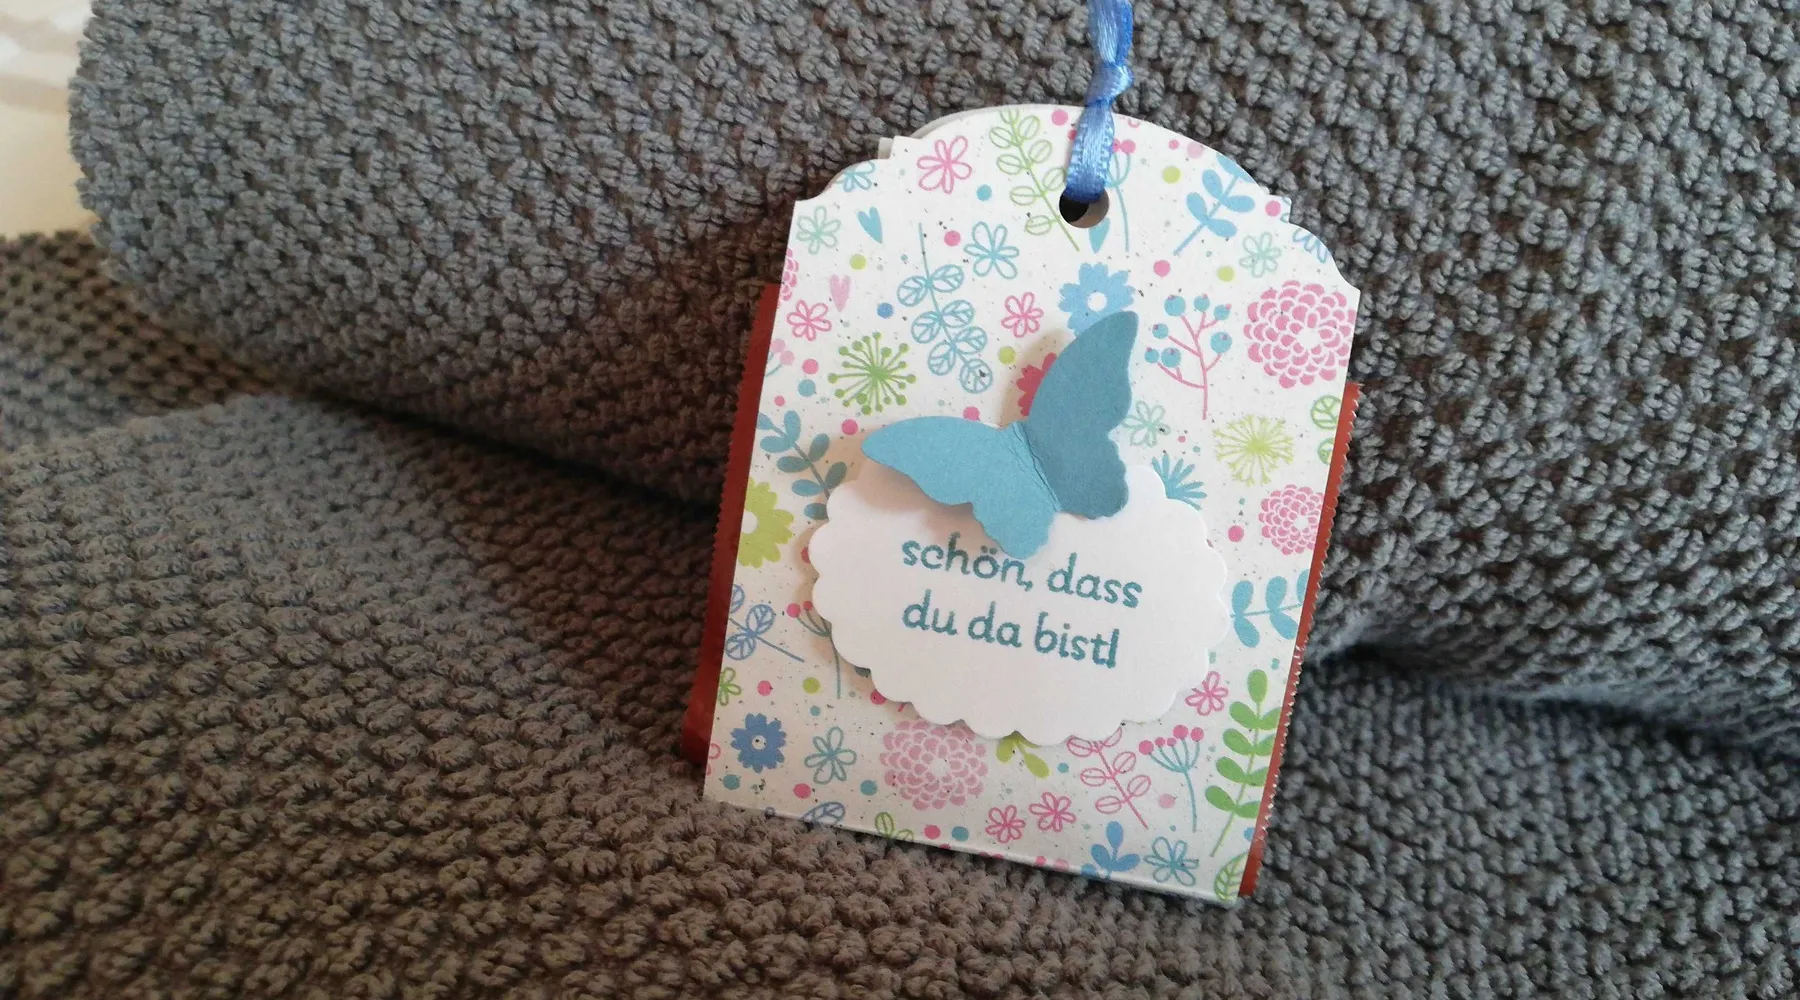 schön, dass
du da bist!